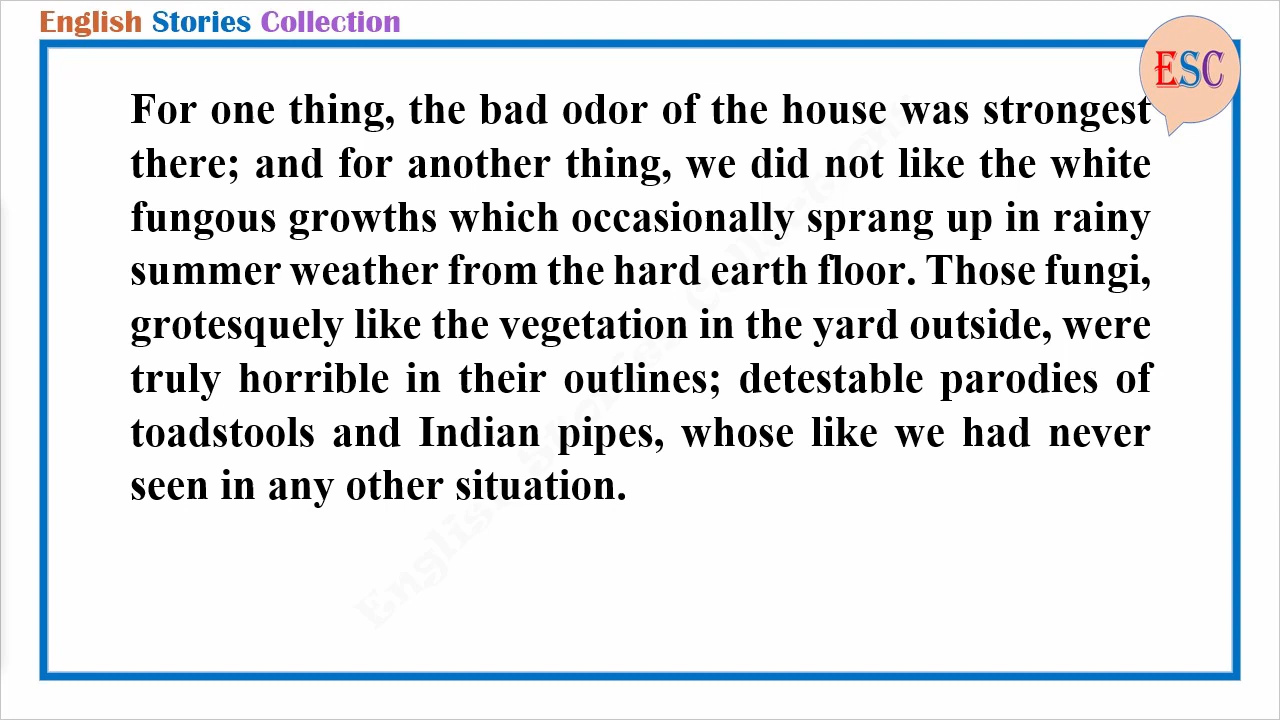 English Stories Collection
ESC
For one thing, the bad odor of the house was strongest
there; and for another thing, we did not like the white
fungous growths which occasionally sprang up in rainy
summer weather from the hard earth floor. Those fungi,
grotesquely like the vegetation in the yard outside, were
truly horrible in their outlines; detestable parodies of
toadstools and Indian pipes, whose like we had never
seen in any other situation.
English Stories Collection